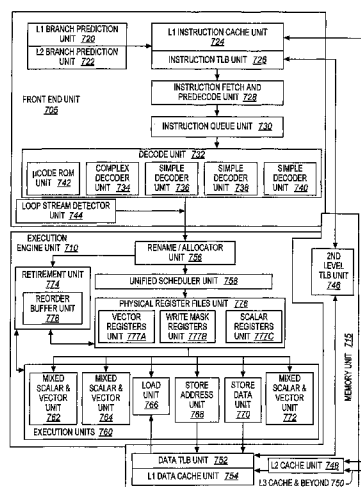 L1 BRANCH PREDICTION
UNIT 720
L2 BRANCH PREDICTION
UNIT 722
L1 INSTRUCTION CACHE UNIT
724
INSTRUCTION TLB UNIT 726
INSTRUCTION FETCH AND
PREDECODE UNIT 728
FRONT END UNIT
705
INSTRUCTION QUEUE UNIT 730
DECODE UNIT 732
µCODE ROM
UNIT 742
COMPLEX
DECODER
UNIT 734
SIMPLE
DECODER
UNIT 736
SIMPLE
DECODER
UNIT 738
SIMPLE
DECODER
UNIT 740
LOOP STREAM DETECTOR
UNIT 744
EXECUTION
ENGINE UNIT 710
RENAME / ALLOCATOR
UNIT 756
2ND
LEVEL TLB
UNIT 746
RETIREMENT UNIT
774
REORDER
BUFFER UNIT
778
UNIFIED SCHEDULER UNIT 758
PHYSICAL REGISTER FILES UNIT 776
VECTOR
REGISTERS
UNIT 777A
WRITE MASK
REGISTERS
UNIT 777B
SCALAR
REGISTERS
UNIT 777C
MEMORY UNIT 715
MIXED
SCALAR &
VECTOR
UNIT
762
MIXED
SCALAR &
VECTOR
UNIT
764
LOAD
UNIT
766
STORE
ADDRESS
UNIT
768
STORE
DATA
UNIT
770
MIXED
SCALAR &
VECTOR
UNIT
772
EXECUTION UNITS 760
DATA TLB UNIT 752
L1 DATA CACHE UNIT 754
L2 CACHE UNIT 748
L3 CACHE & BEYOND 750